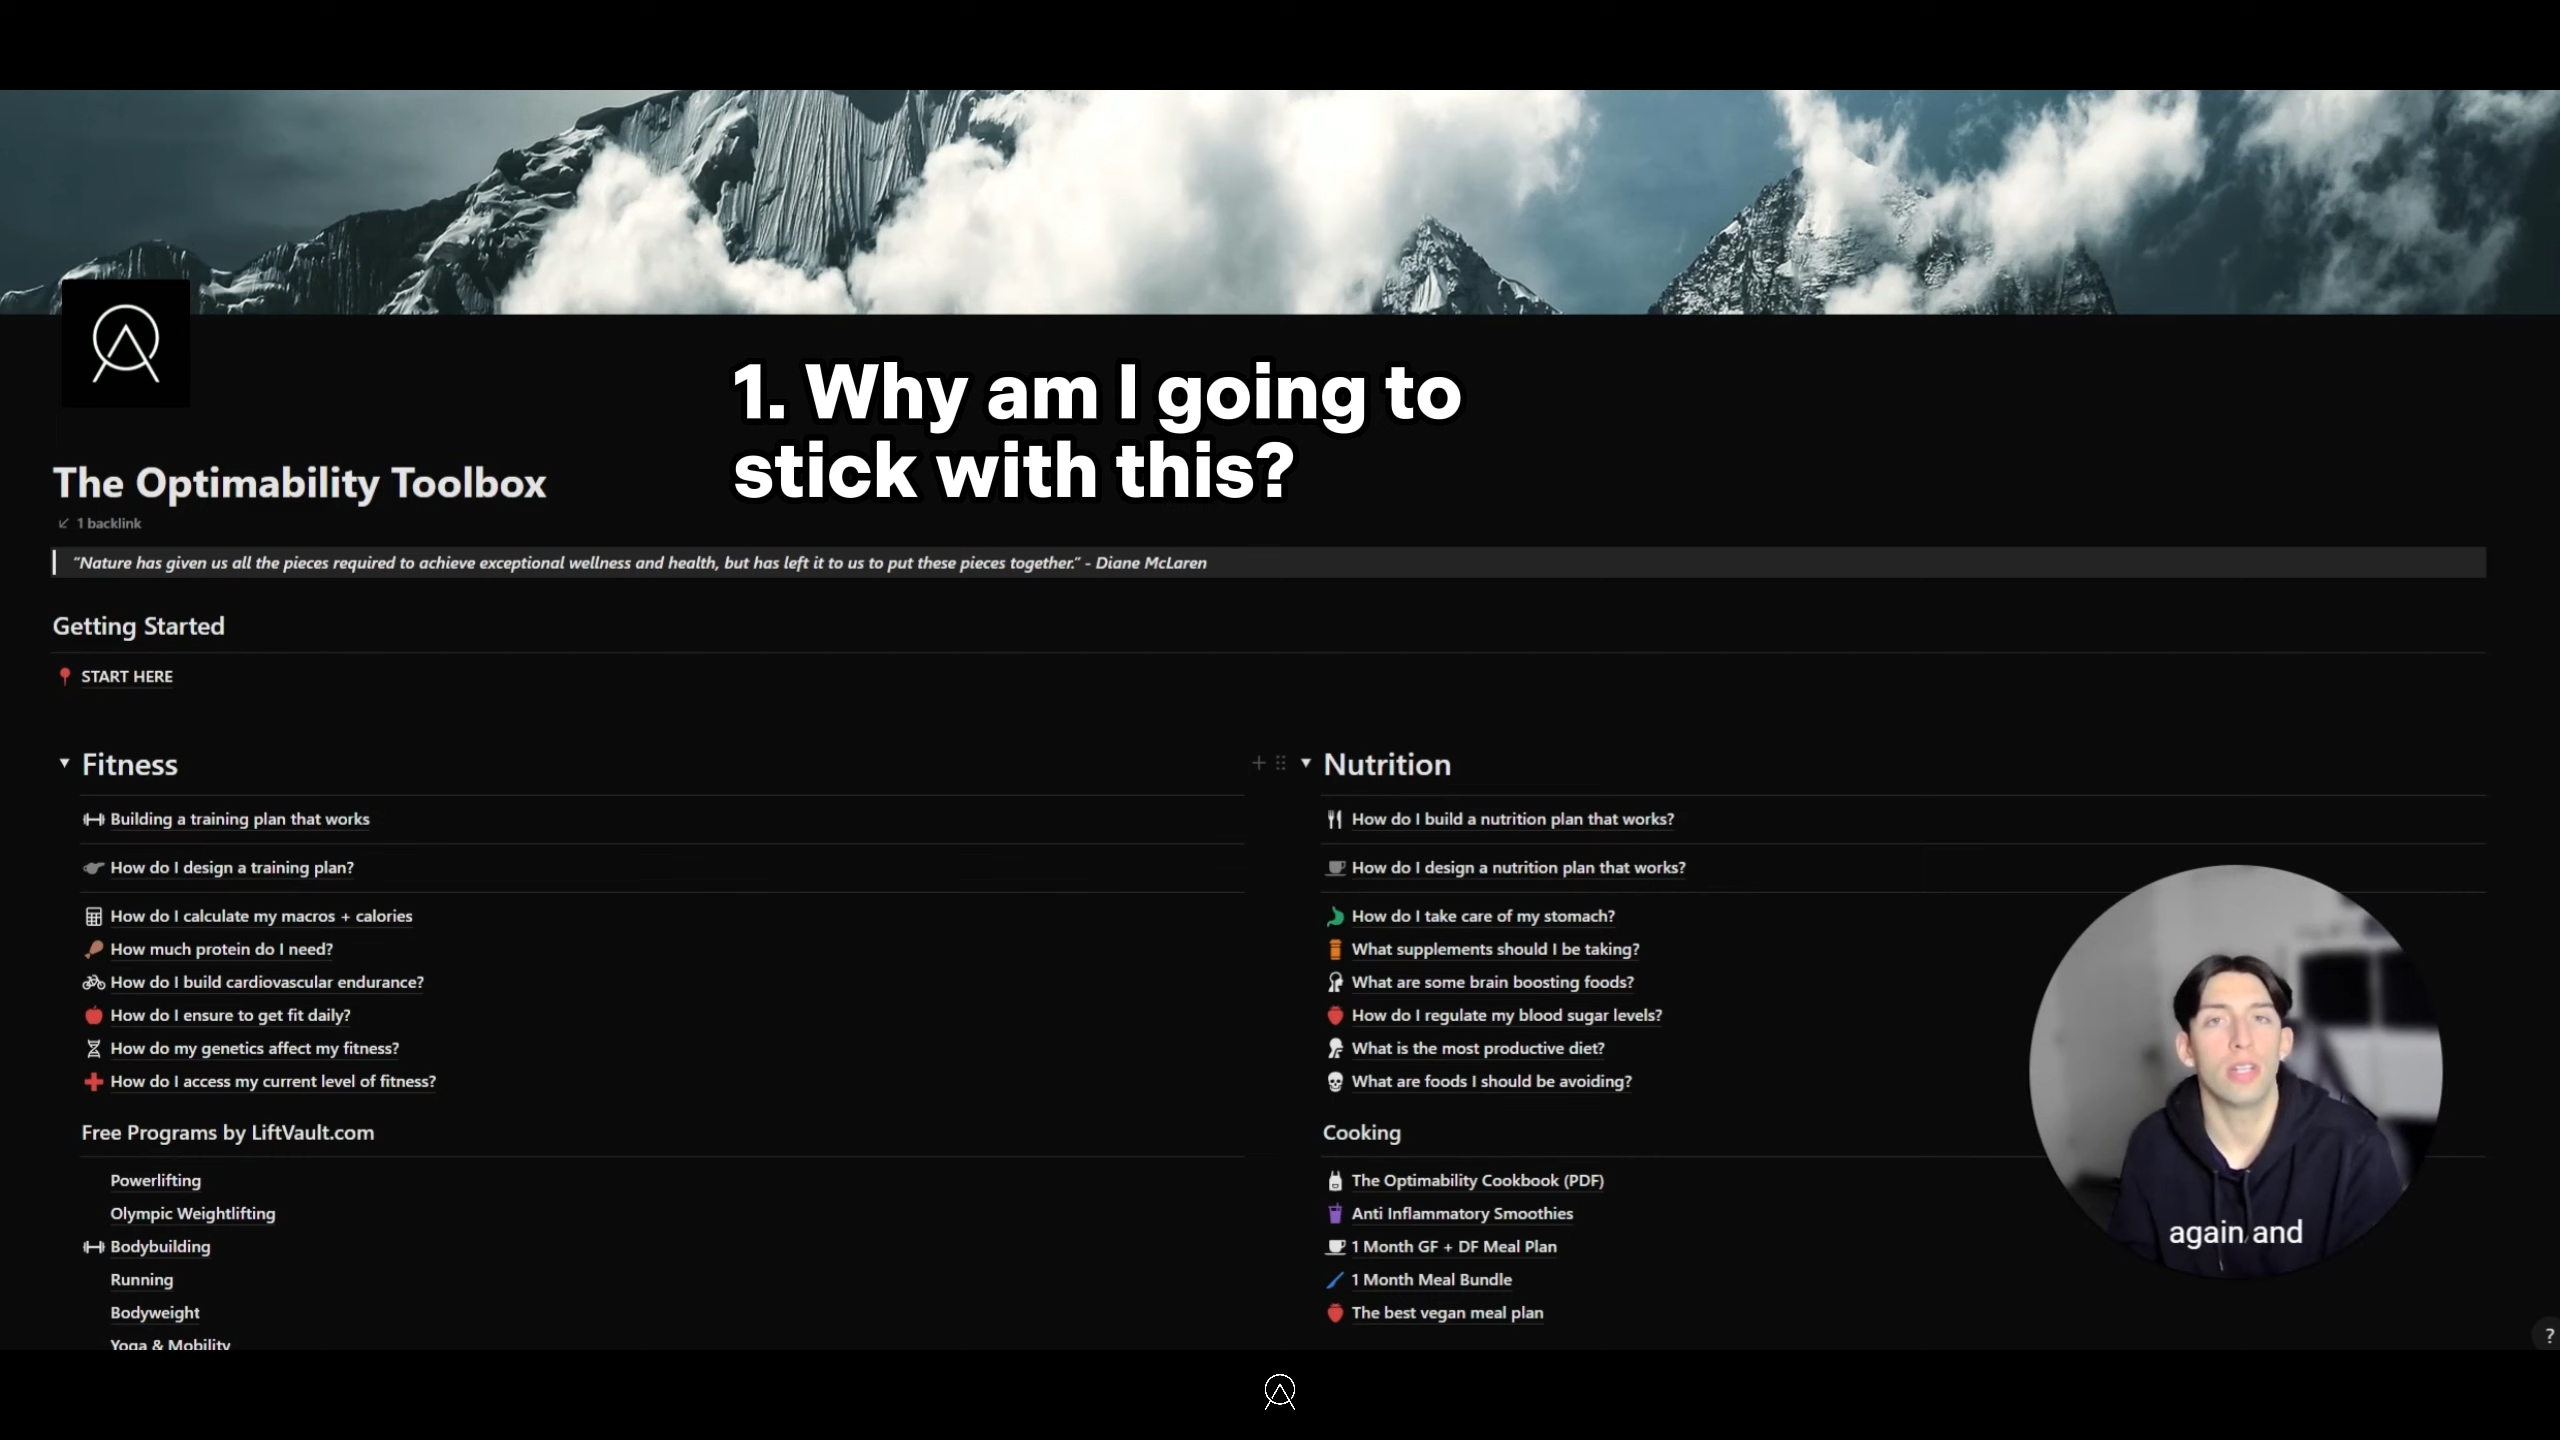 1. Why am I going to
stick with this?
The Optimability Toolbox
1 backlink
"Nature has given us all the pieces required to achieve exceptional wellness and health, but has left it to us to put these pieces together." - Diane McLaren
Getting Started
START HERE
Fitness
Building a training plan that works
How do I design a training plan?
How do I calculate my macros + calories
How much protein do I need?
How do I build cardiovascular endurance?
How do I ensure to get fit daily?
How do my genetics affect my fitness?
How do I access my current level of fitness?
Free Programs by LiftVault.com
Powerlifting
Olympic Weightlifting
Bodybuilding
Running
Bodyweight
Yoga & Mobility
Nutrition
How do I build a nutrition plan that works?
How do I design a nutrition plan that works?
How do I take care of my stomach?
What supplements should I be taking?
What are some brain boosting foods?
How do I regulate my blood sugar levels?
What is the most productive diet?
What are foods I should be avoiding?
Cooking
The Optimability Cookbook (PDF)
Anti Inflammatory Smoothies
1 Month GF + DF Meal Plan
1 Month Meal Bundle
The best vegan meal plan
again and
?